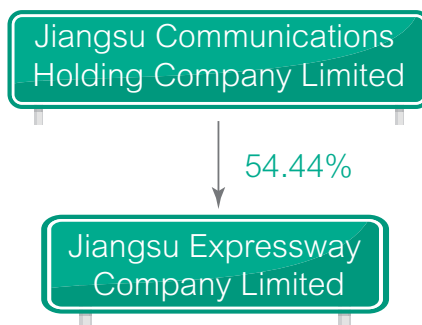 Jiangsu Communications
Holding Company Limited
54.44%
Jiangsu Expressway
Company Limited